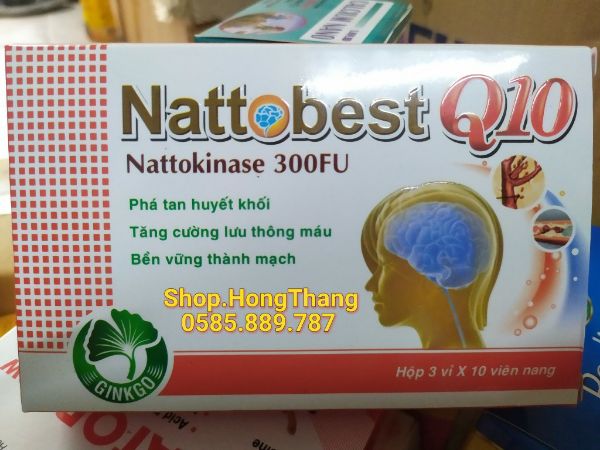 Nattobest Q10
Nattokinase 300FU
Phá tan huyết khối
Tăng cường lưu thông máu
Bền vững thành mạch
Shop.HongThang
0585.889.787
GINKGO
Hộp 3 vỉ X 10 viên nang